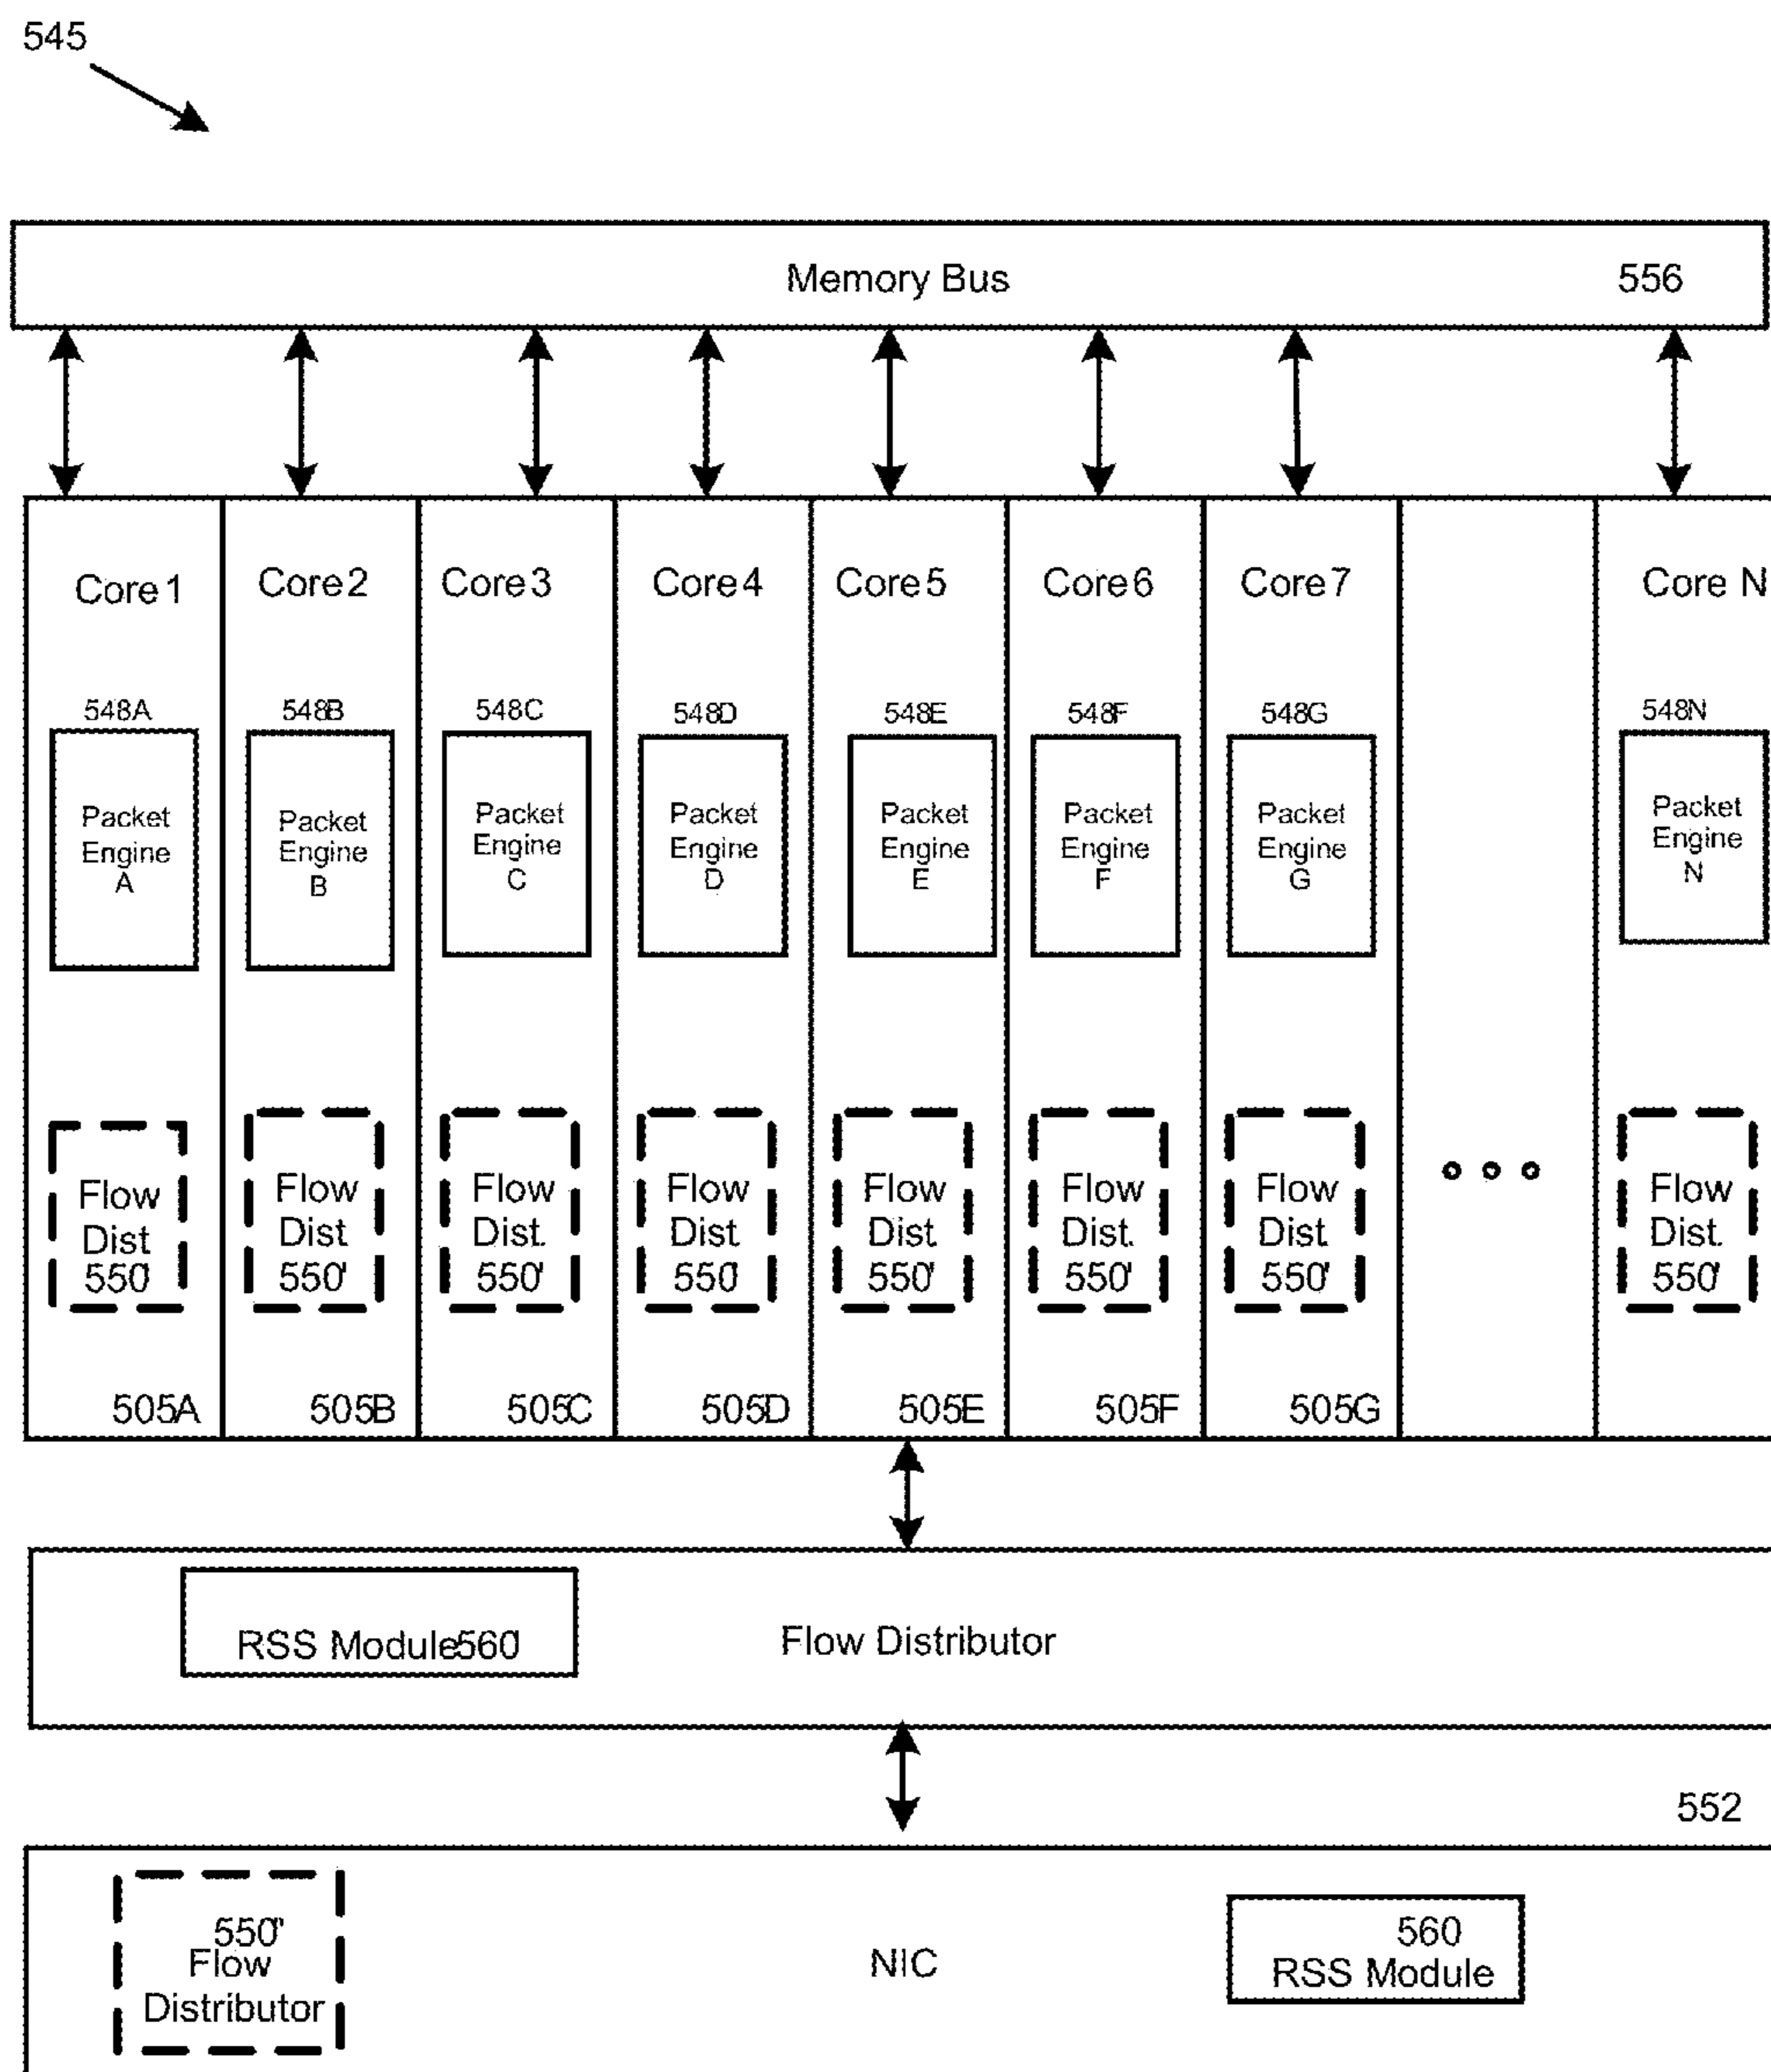 545
Memory Bus 556
Core 1 Core 2 Core 3 Core 4 Core 5 Core 6 Core 7 Core N
548A 548B 548C 548D 548E 548F 548G 548N
Packet
Engine
A
Packet
Engine
B
Packet
Engine
C
Packet
Engine
D
Packet
Engine
E
Packet
Engine
F
Packet
Engine
G
Packet
Engine
N
Flow
Dist
550'
Flow
Dist
550'
Flow
Dist.
550'
Flow
Dist
550'
Flow
Dist
550'
Flow
Dist.
550'
Flow
Dist.
550'
Flow
Dist.
550'
505A 505B 505C 505D 505E 505F 505G
RSS Module 560' Flow Distributor
552
550"
Flow
Distributor
NIC
560
RSS Module